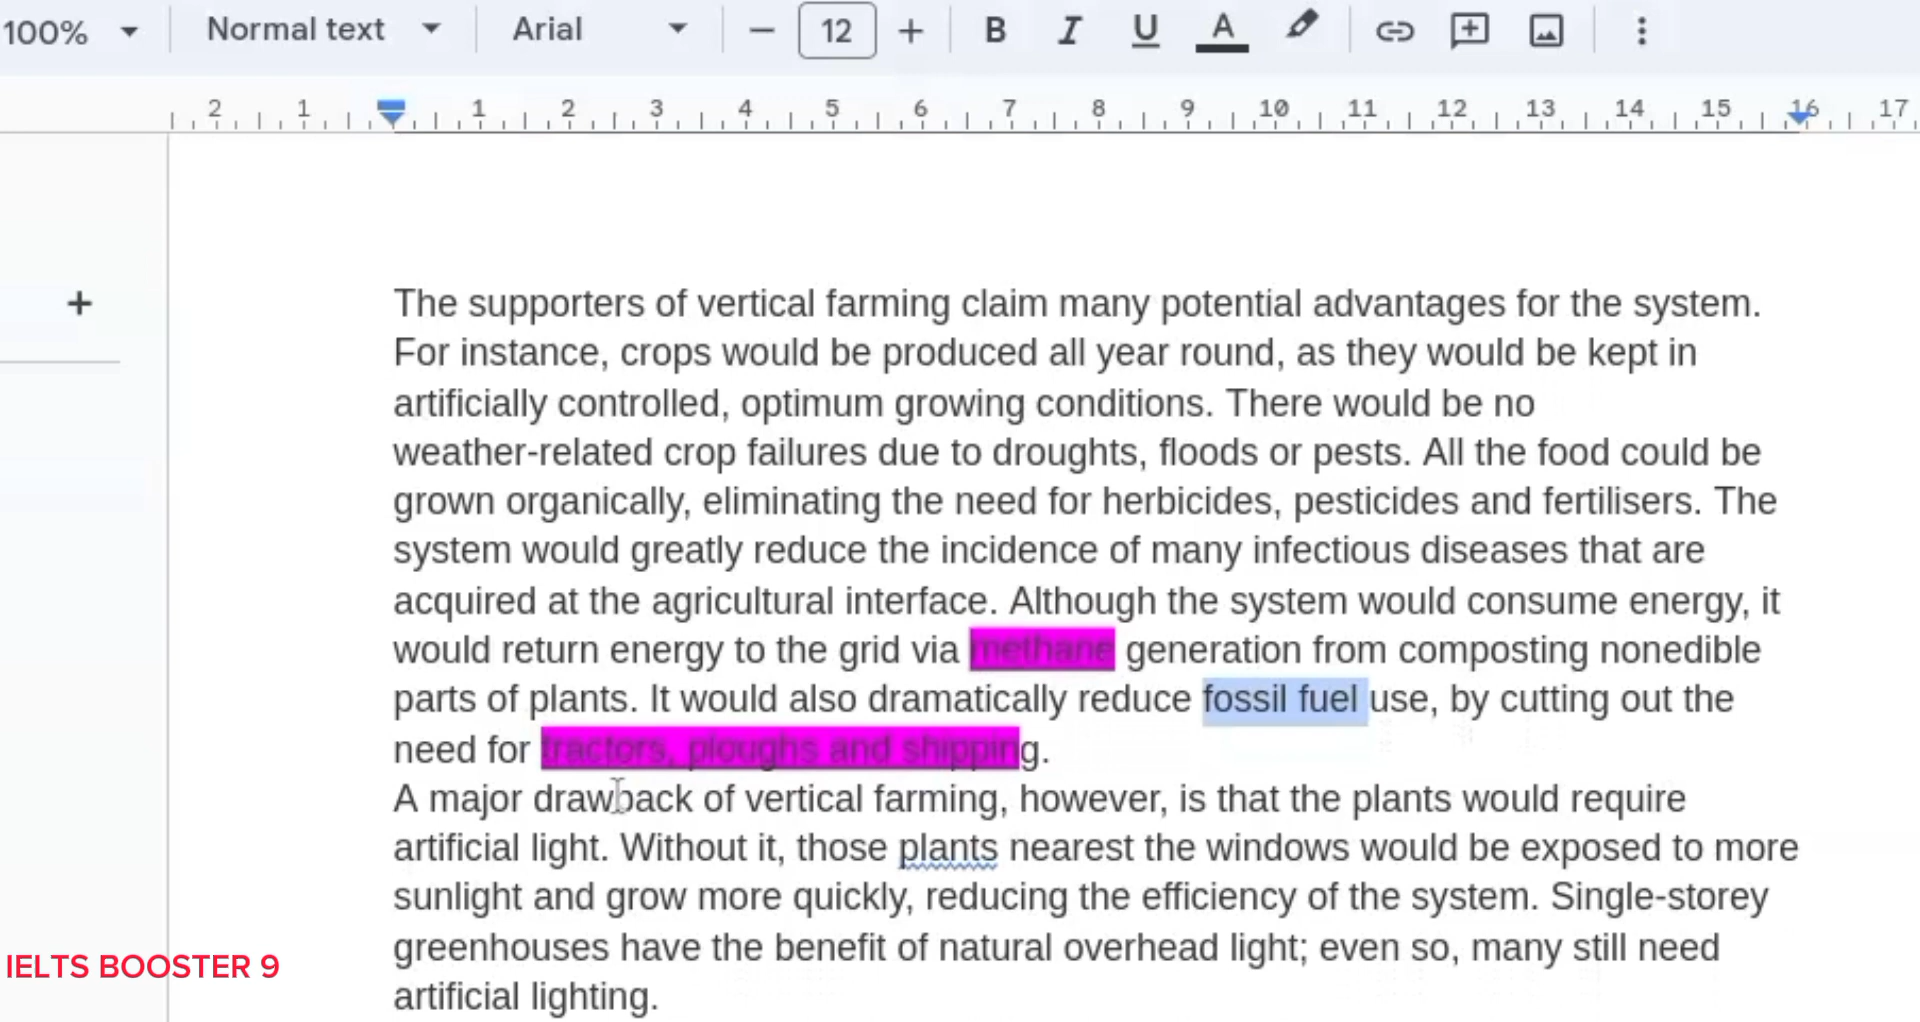 100% Normal text Arial 12 B I U A
2 1 1 2 3 4 5 6 7 8 9 10 11 12 13 14 15 16 17
The supporters of vertical farming claim many potential advantages for the system.
For instance, crops would be produced all year round, as they would be kept in
artificially controlled, optimum growing conditions. There would be no
weather-related crop failures due to droughts, floods or pests. All the food could be
grown organically, eliminating the need for herbicides, pesticides and fertilisers. The
system would greatly reduce the incidence of many infectious diseases that are
acquired at the agricultural interface. Although the system would consume energy, it
would return energy to the grid via methane generation from composting nonedible
parts of plants. It would also dramatically reduce fossil fuel use, by cutting out the
need for tractors, ploughs and shipping.
A major drawback of vertical farming, however, is that the plants would require
artificial light. Without it, those plants nearest the windows would be exposed to more
sunlight and grow more quickly, reducing the efficiency of the system. Single-storey
greenhouses have the benefit of natural overhead light; even so, many still need
artificial lighting.
IELTS BOOSTER 9